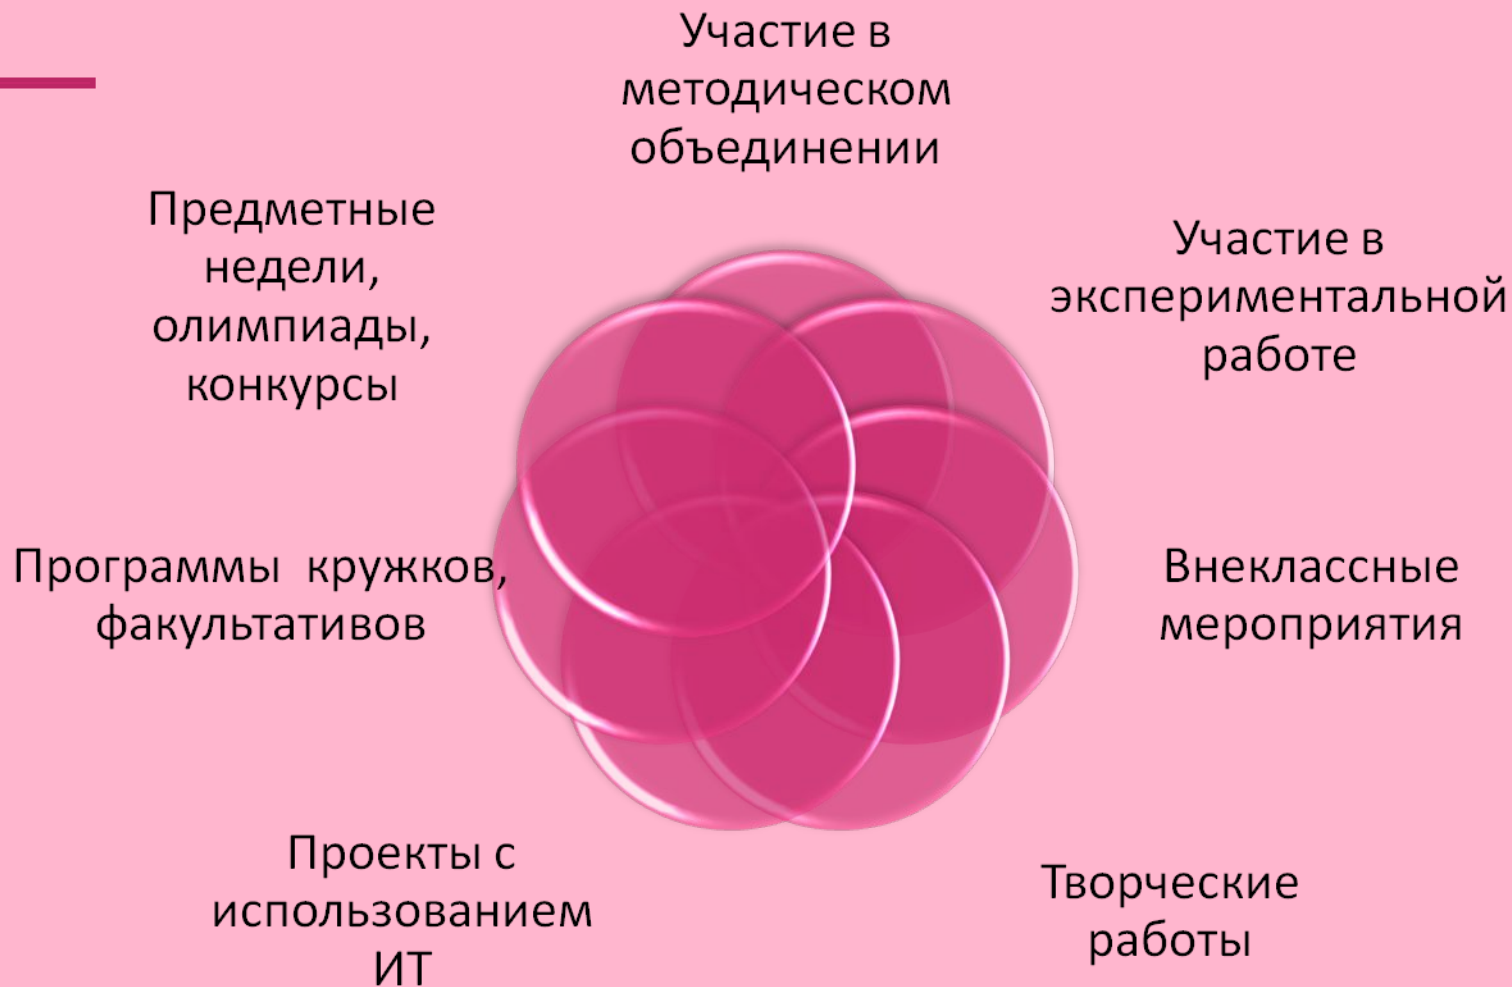 Участие в
методическом
объединении
Участие в
экспериментальной
работе
Внеклассные
мероприятия
Творческие
работы
Проекты с
использованием
ИТ
Программы  кружков,
факультативов
Предметные
недели,
олимпиады,
конкурсы